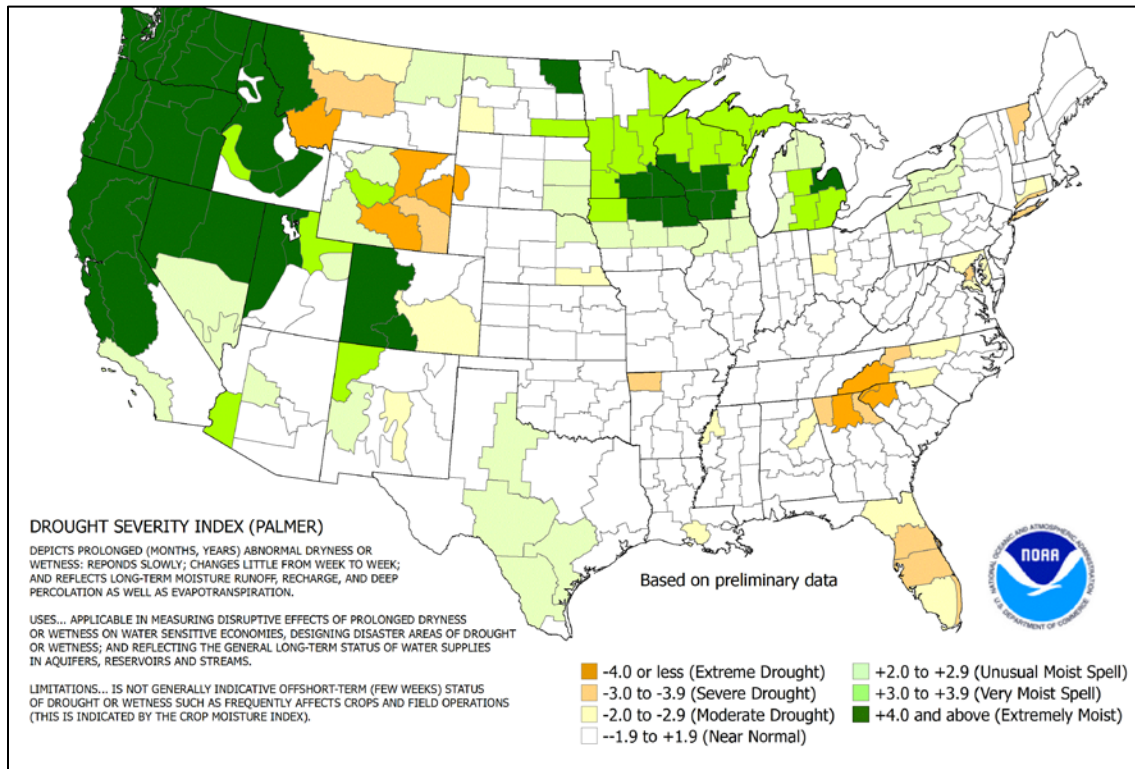 DROUGHT SEVERITY INDEX (PALMER)
DEPICTS PROLONGED (MONTHS, YEARS) ABNORMAL DRYNESS OR
WETNESS: REPONDS SLOWLY; CHANGES LITTLE FROM WEEK TO WEEK;
AND REFLECTS LONG-TERM MOISTURE RUNOFF, RECHARGE, AND DEEP
PERCOLATION AS WELL AS EVAPOTRANSPIRATION.
USES... APPLICABLE IN MEASURING DISRUPTIVE EFFECTS OF PROLONGED DRYNESS
OR WETNESS ON WATER SENSITIVE ECONOMIES, DESIGNING DISASTER AREAS OF DROUGHT
OR WETNESS; AND REFLECTING THE GENERAL LONG-TERM STATUS OF WATER SUPPLIES
IN AQUIFERS, RESERVOIRS AND STREAMS.
LIMITATIONS... IS NOT GENERALLY INDICATIVE OFFSHORT-TERM (FEW WEEKS) STATUS
OF DROUGHT OR WETNESS SUCH AS FREQUENTLY AFFECTS CROPS AND FIELD OPERATIONS
(THIS IS INDICATED BY THE CROP MOISTURE INDEX).
Based on preliminary data
NATIONAL OCEANIC AND ATMOSPHERIC ADMINISTRATION
NOAA
U.S. DEPARTMENT OF COMMERCE
-4.0 or less (Extreme Drought)
-3.0 to -3.9 (Severe Drought)
-2.0 to -2.9 (Moderate Drought)
--1.9 to +1.9 (Near Normal)
+2.0 to +2.9 (Unusual Moist Spell)
+3.0 to +3.9 (Very Moist Spell)
+4.0 and above (Extremely Moist)